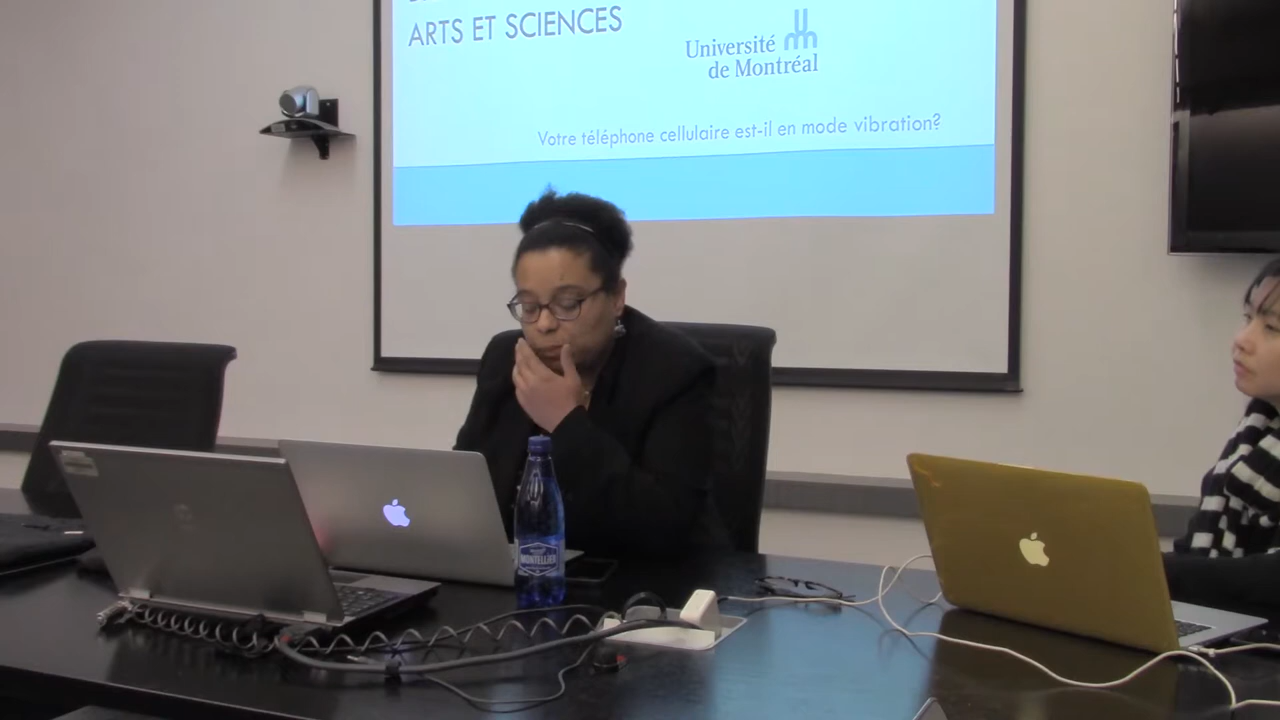 ARTS ET SCIENCES
Université
de Montréal
Votre téléphone cellulaire est-il en mode vibration?
MONTELLIER